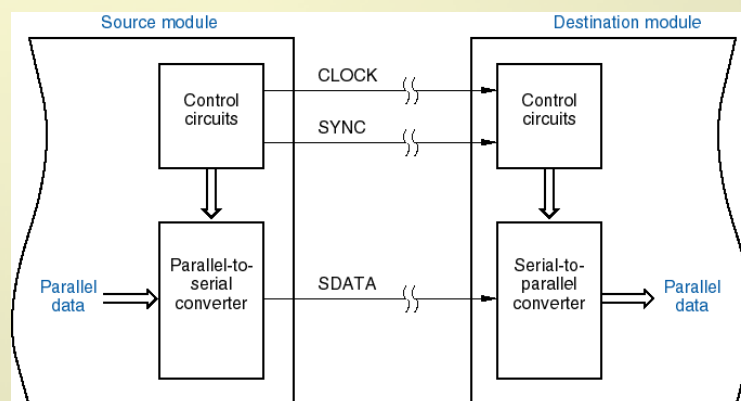 Source module
Destination module
CLOCK
Control
circuits
SYNC
Control
circuits
Parallel
data
Parallel-to-
serial
converter
SDATA
Serial-to-
parallel
converter
Parallel
data